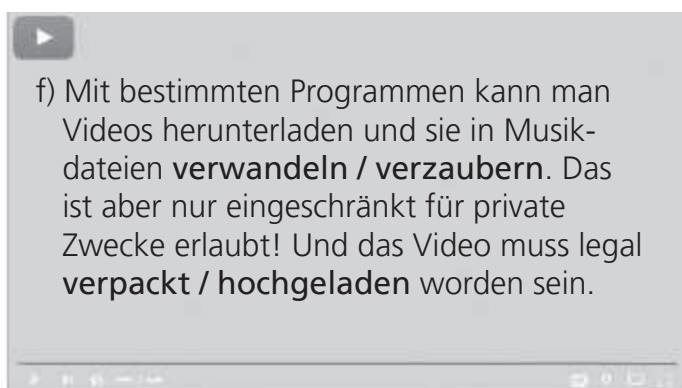 f) Mit bestimmten Programmen kann man
Videos herunterladen und sie in Musik-
dateien verwandeln / verzaubern. Das
ist aber nur eingeschränkt für private
Zwecke erlaubt! Und das Video muss legal
verpackt / hochgeladen worden sein.